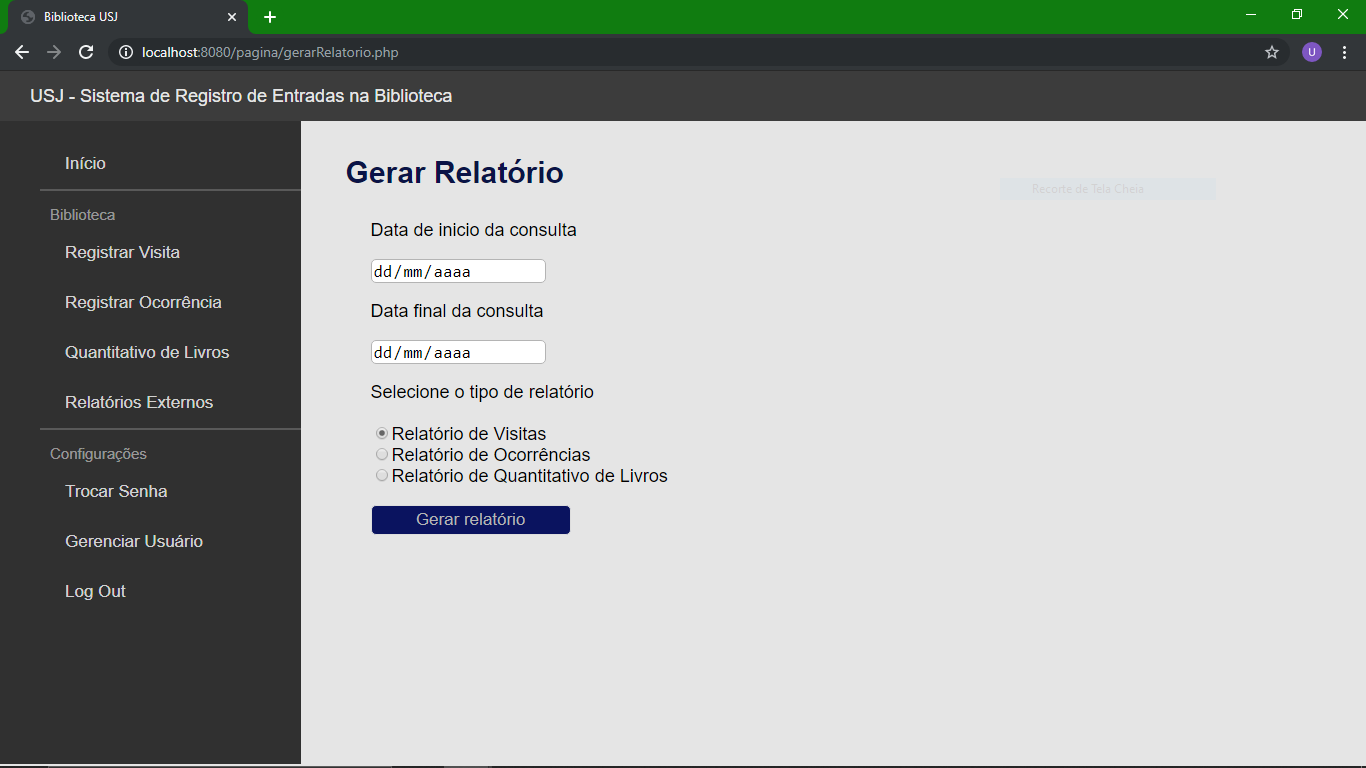 Biblioteca USJ
localhost:8080/pagina/gerarRelatorio.php
U
USJ - Sistema de Registro de Entradas na Biblioteca
Início
Biblioteca
Registrar Visita
Registrar Ocorrência
Quantitativo de Livros
Relatórios Externos
Configurações
Trocar Senha
Gerenciar Usuário
Log Out
Gerar Relatório
Recorte de Tela Cheia
Data de inicio da consulta
dd/mm/aaaa
Data final da consulta
dd/mm/aaaa
Selecione o tipo de relatório
Relatório de Visitas
Relatório de Ocorrências
Relatório de Quantitativo de Livros
Gerar relatório